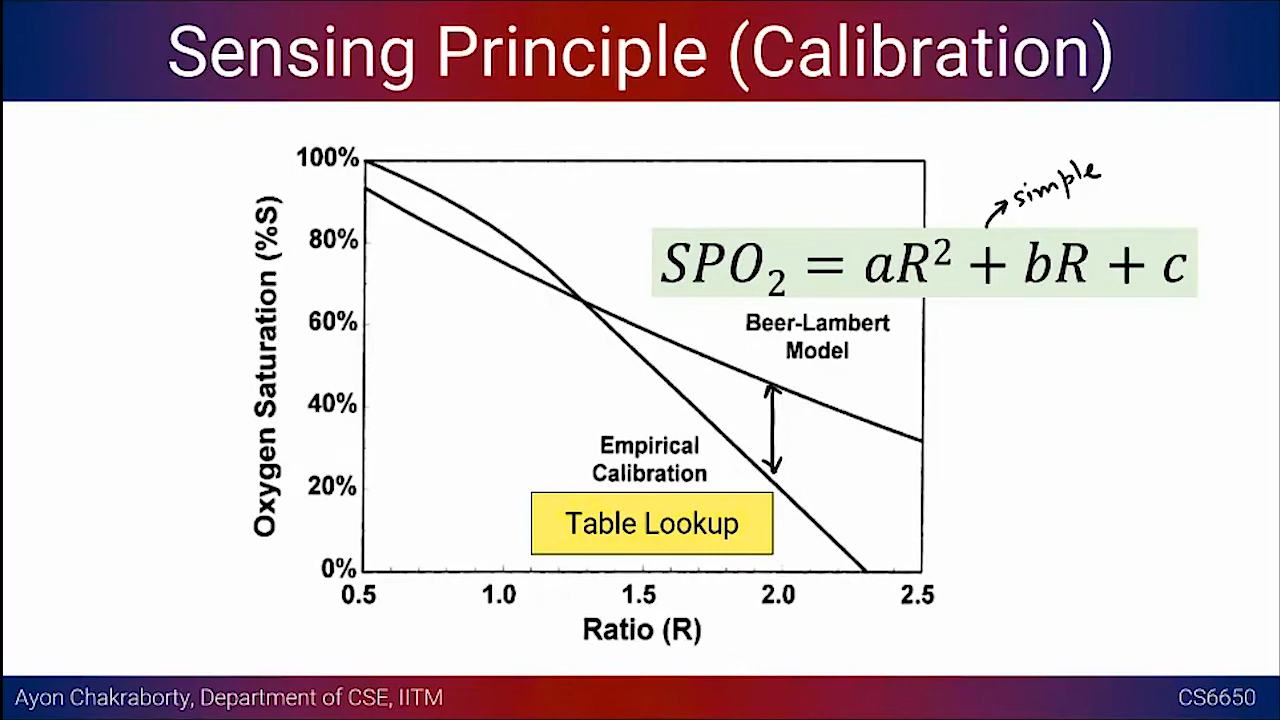 Sensing Principle (Calibration)
simple
SPO₂ = aR² + bR + c
Oxygen Saturation (%S)
100%
80%
60%
40%
20%
0%
Beer-Lambert
Model
Empirical
Calibration
Table Lookup
0.5 1.0 1.5 2.0 2.5
Ratio (R)
Ayon Chakraborty, Department of CSE, IITM
CS6650